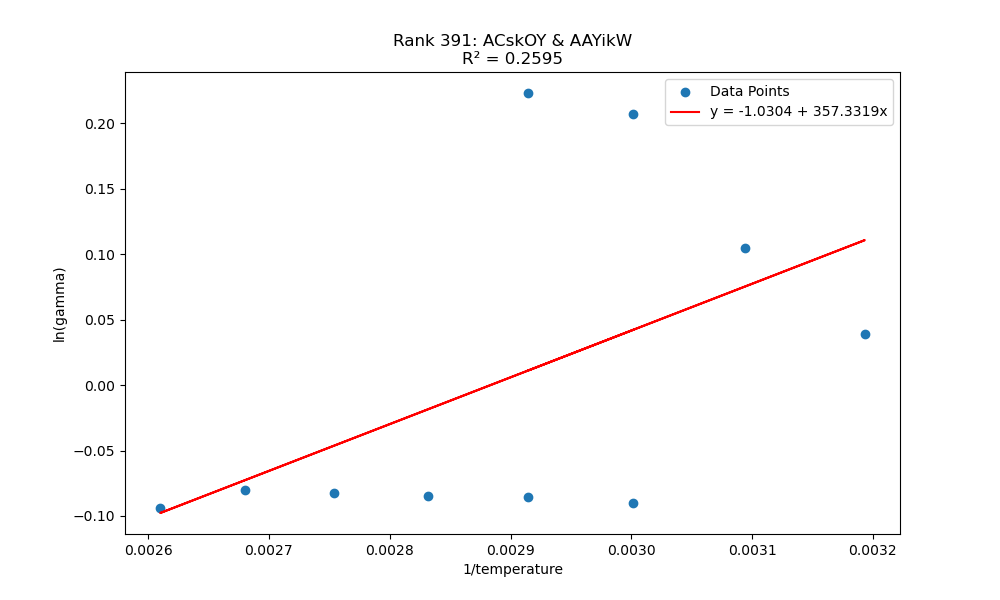 Rank 391: ACskOY & AAYikW
R² = 0.2595
Data Points
y = -1.0304 + 357.3319x
ln(gamma)
0.20
0.15
0.10
0.05
0.00
−0.05
−0.10
0.0026 0.0027 0.0028 0.0029 0.0030 0.0031 0.0032
1/temperature